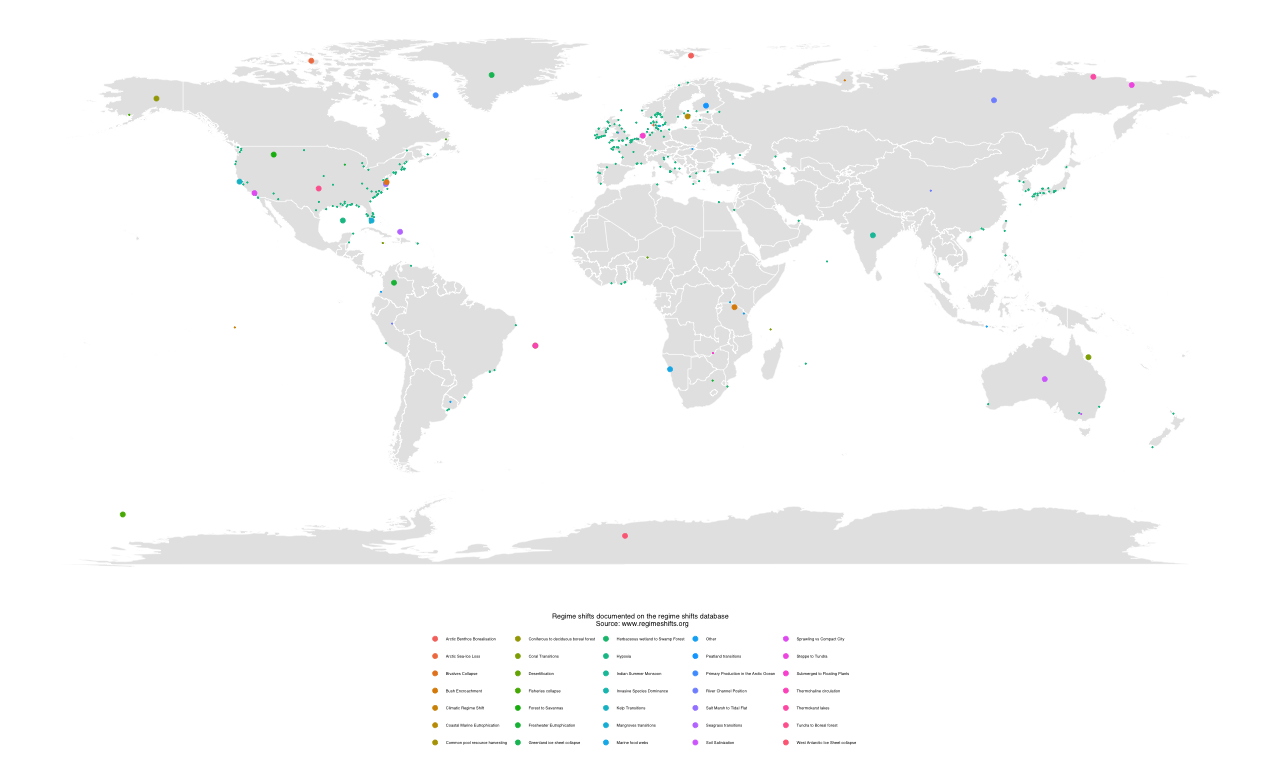 Regime shifts documented on the regime shifts database
Source: www.regimeshifts.org
Arctic Benthos Borealisation
Coniferous to deciduous boreal forest
Herbaceous wetland to Swamp Forest
Other
Sprawling vs Compact City
Arctic Sea-Ice Loss
Coral Transitions
Hypoxia
Peatland transitions
Steppe to Tundra
Bivalves Collapse
Desertification
Indian Summer Monsoon
Primary Production in the Arctic Ocean
Submerged to Floating Plants
Bush Encroachment
Fisheries collapse
Invasive Species Dominance
River Channel Position
Thermohaline circulation
Climatic Regime Shift
Forest to Savannas
Kelp Transitions
Salt Marsh to Tidal Flat
Thermokarst lakes
Coastal Marine Eutrophication
Freshwater Eutrophication
Mangroves transitions
Seagrass transitions
Tundra to Boreal forest
Common pool resource harvesting
Greenland ice sheet collapse
Marine food webs
Soil Salinisation
West Antarctic Ice Sheet collapse